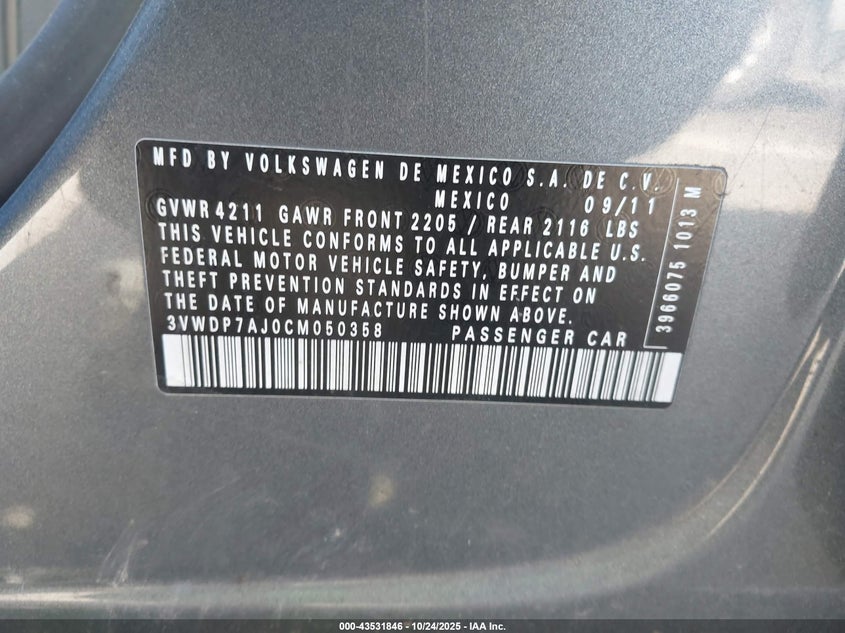 MFD BY VOLKSWAGEN DE MEXICO S.A. DE C.V.
MEXICO 09/11
GVWR 4211 GAWR FRONT 2205 / REAR 2116 LBS
THIS VEHICLE CONFORMS TO ALL APPLICABLE U.S.
FEDERAL MOTOR VEHICLE SAFETY, BUMPER AND
THEFT PREVENTION STANDARDS IN EFFECT ON
THE DATE OF MANUFACTURE SHOWN ABOVE.
3VWDP7AJ0CM050358 PASSENGER CAR
3966075 1013 M
000-43531846 - 10/24/2025 - IAA Inc.